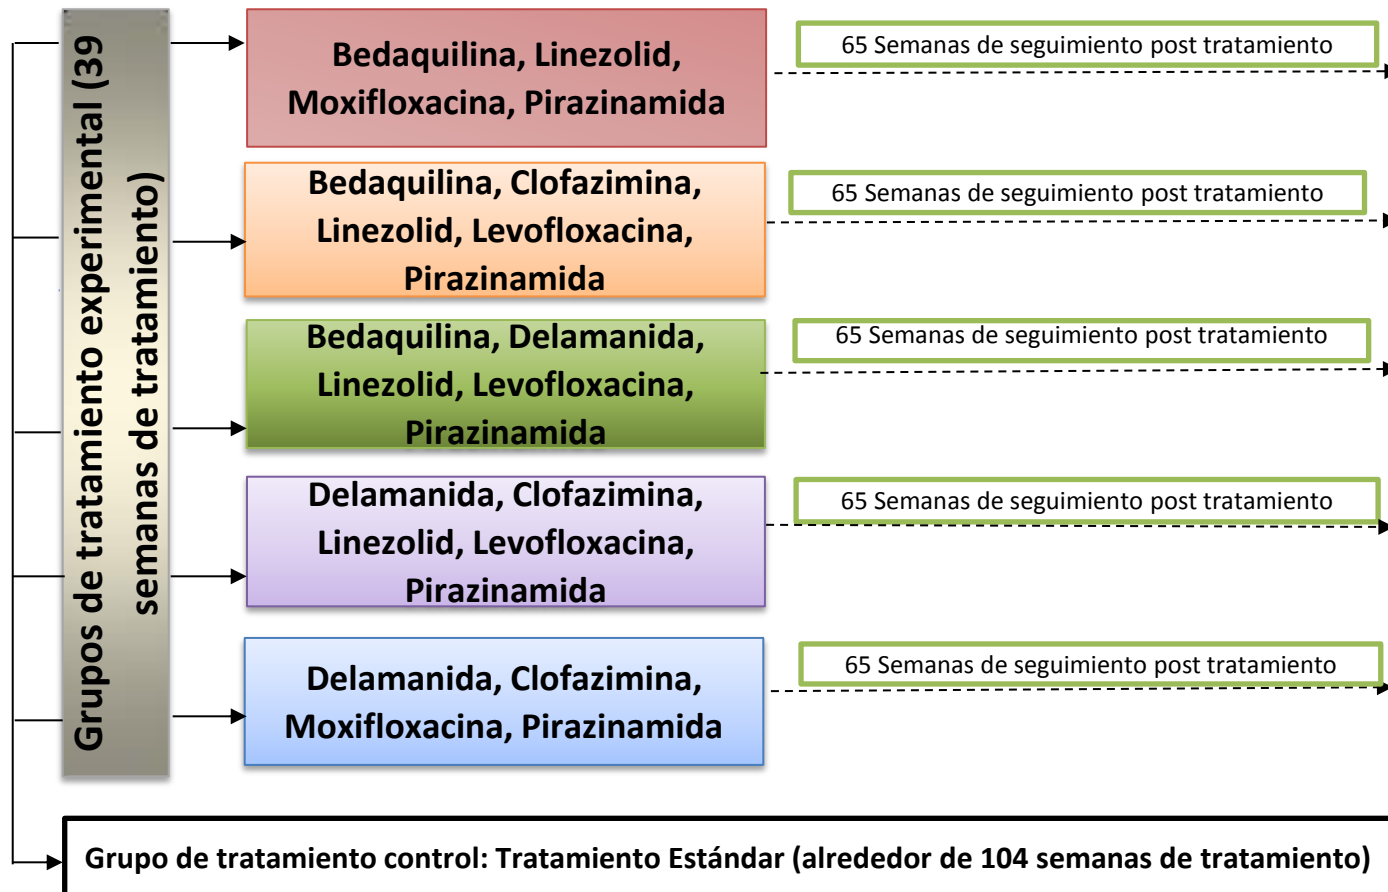 Grupos de tratamiento experimental (39
semanas de tratamiento)
Bedaquilina, Linezolid,
Moxifloxacina, Pirazinamida
65 Semanas de seguimiento post tratamiento
Bedaquilina, Clofazimina,
Linezolid, Levofloxacina,
Pirazinamida
65 Semanas de seguimiento post tratamiento
Bedaquilina, Delamanida,
Linezolid, Levofloxacina,
Pirazinamida
65 Semanas de seguimiento post tratamiento
Delamanida, Clofazimina,
Linezolid, Levofloxacina,
Pirazinamida
65 Semanas de seguimiento post tratamiento
Delamanida, Clofazimina,
Moxifloxacina, Pirazinamida
65 Semanas de seguimiento post tratamiento
Grupo de tratamiento control: Tratamiento Estándar (alrededor de 104 semanas de tratamiento)